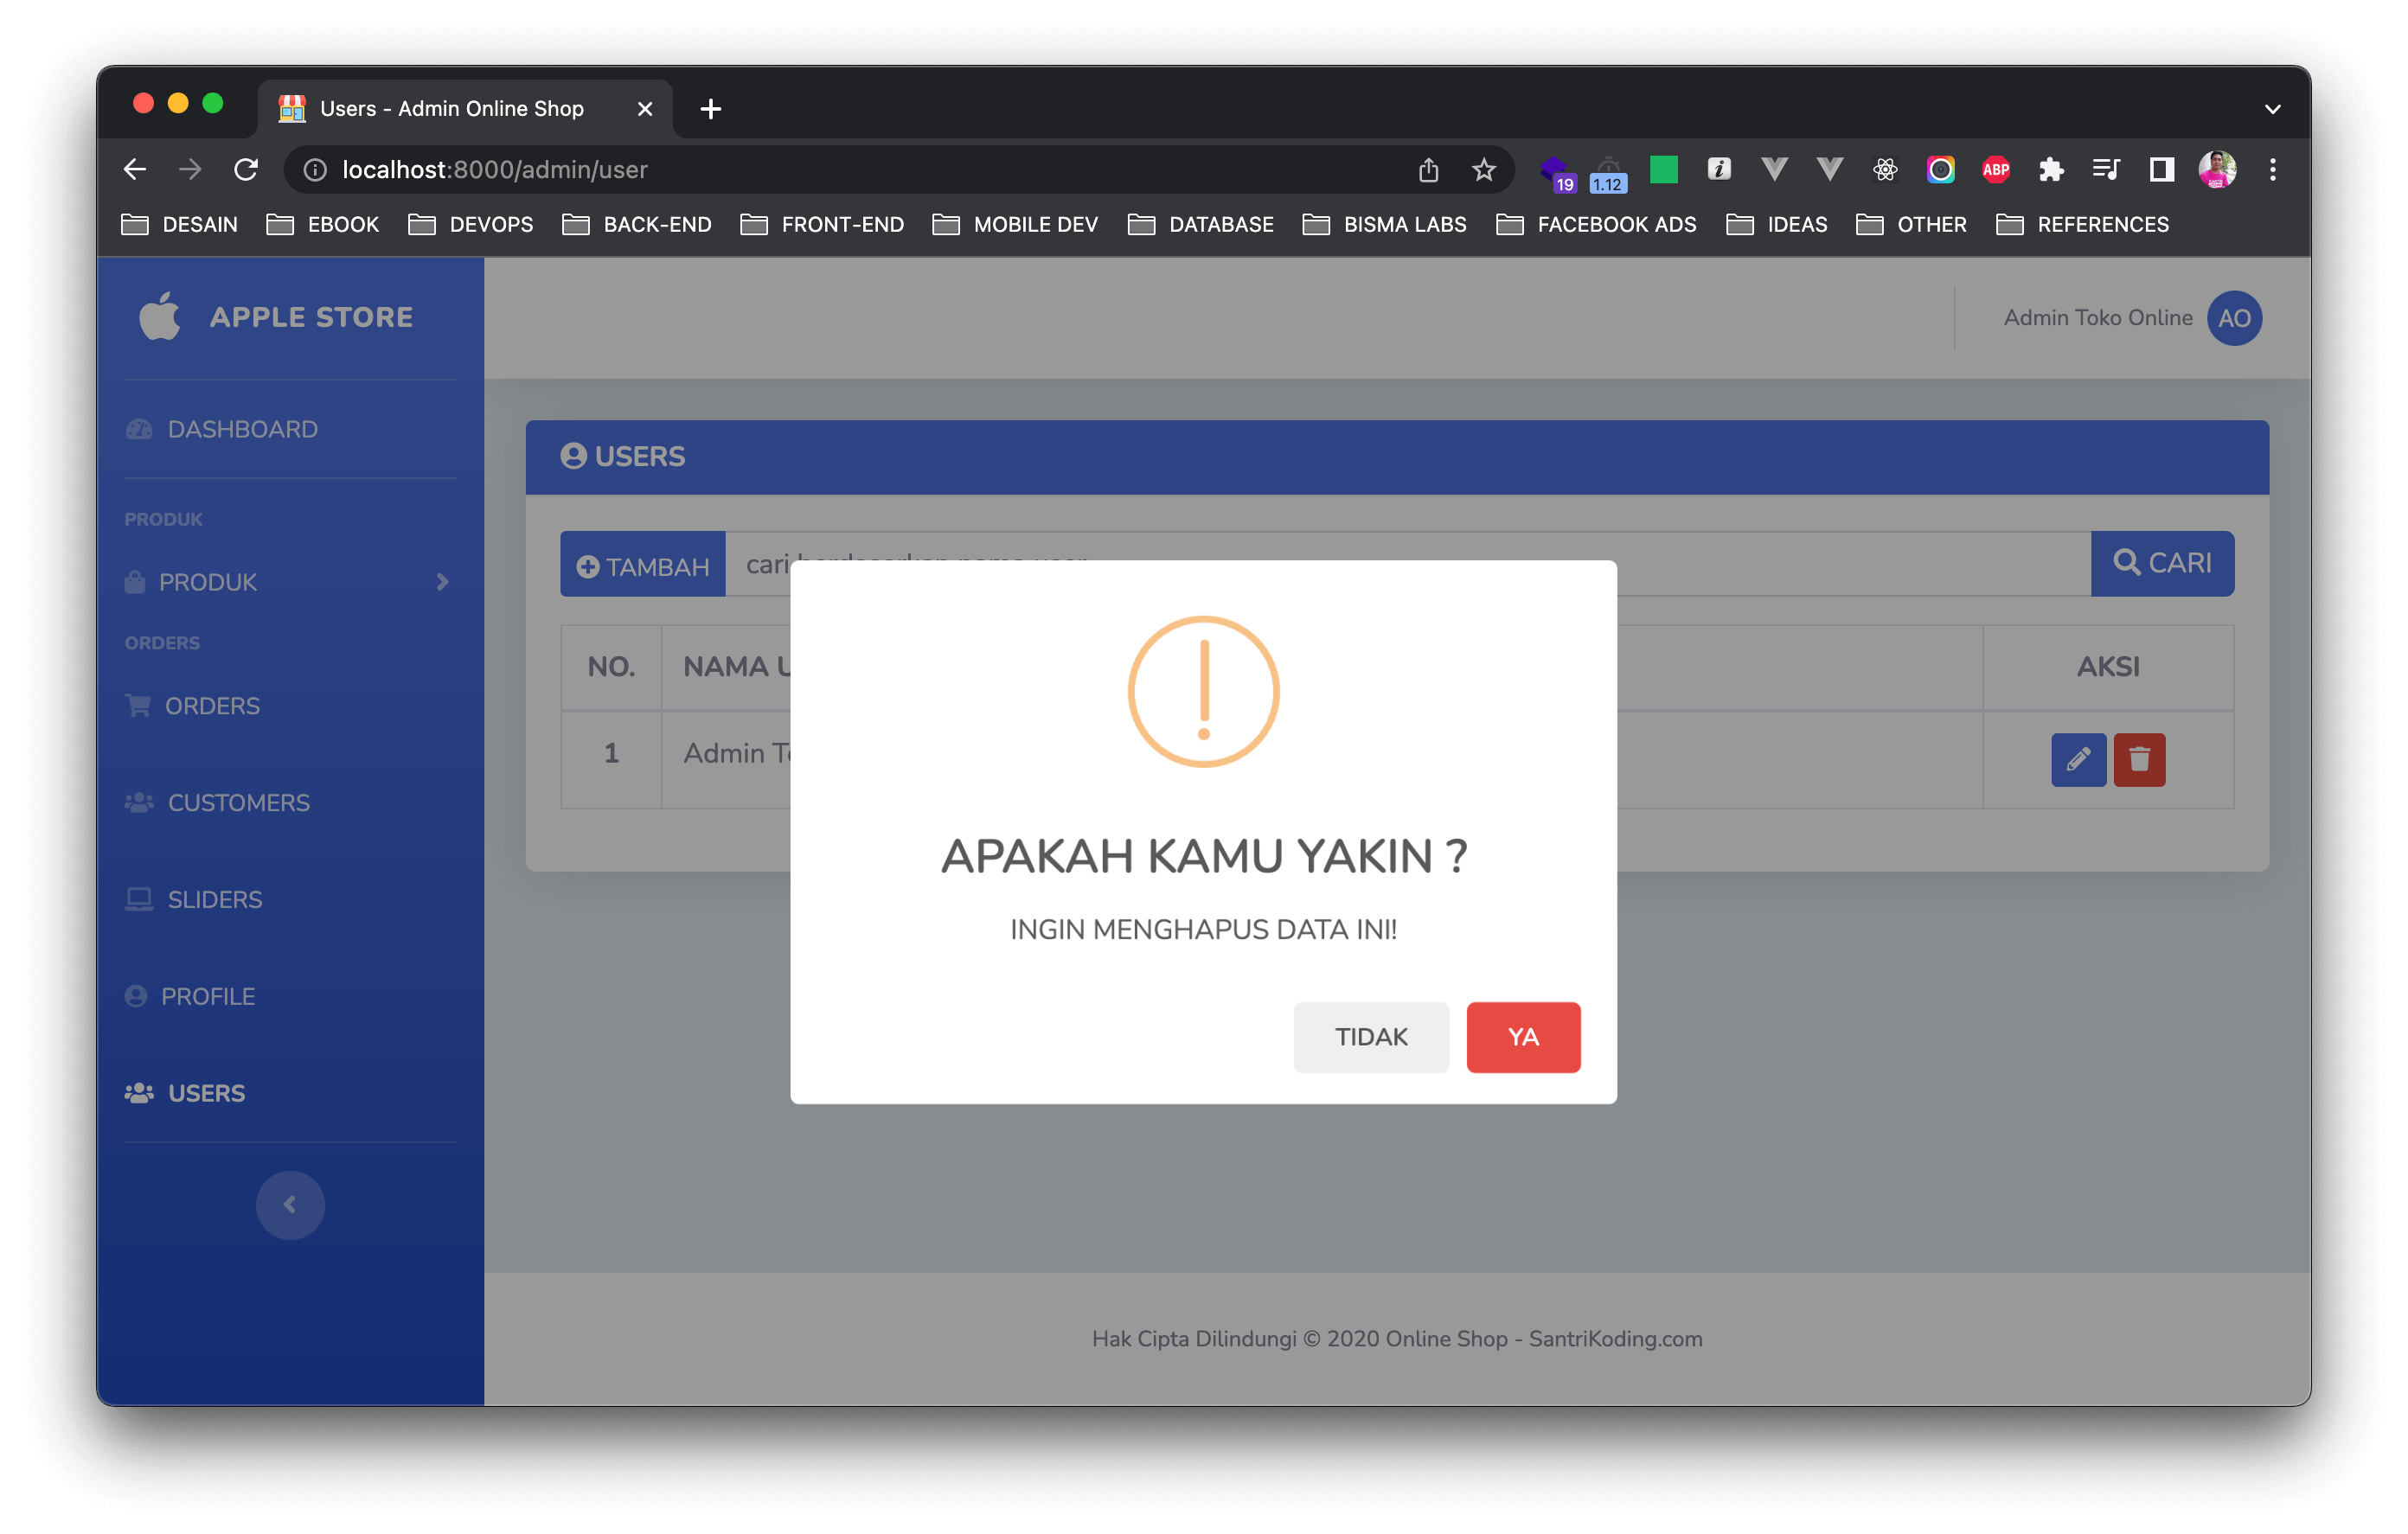 Users - Admin Online Shop
localhost:8000/admin/user
19
1.12
ABP
DESAIN EBOOK DEVOPS BACK-END FRONT-END MOBILE DEV DATABASE BISMA LABS FACEBOOK ADS IDEAS OTHER REFERENCES
APPLE STORE
Admin Toko Online AO
DASHBOARD
PRODUK
PRODUK
ORDERS
ORDERS
CUSTOMERS
SLIDERS
PROFILE
USERS
USERS
TAMBAH
cari
CARI
NO. NAMA AKSI
1 Admin
APAKAH KAMU YAKIN ?
INGIN MENGHAPUS DATA INI!
TIDAK YA
Hak Cipta Dilindungi © 2020 Online Shop - SantriKoding.com